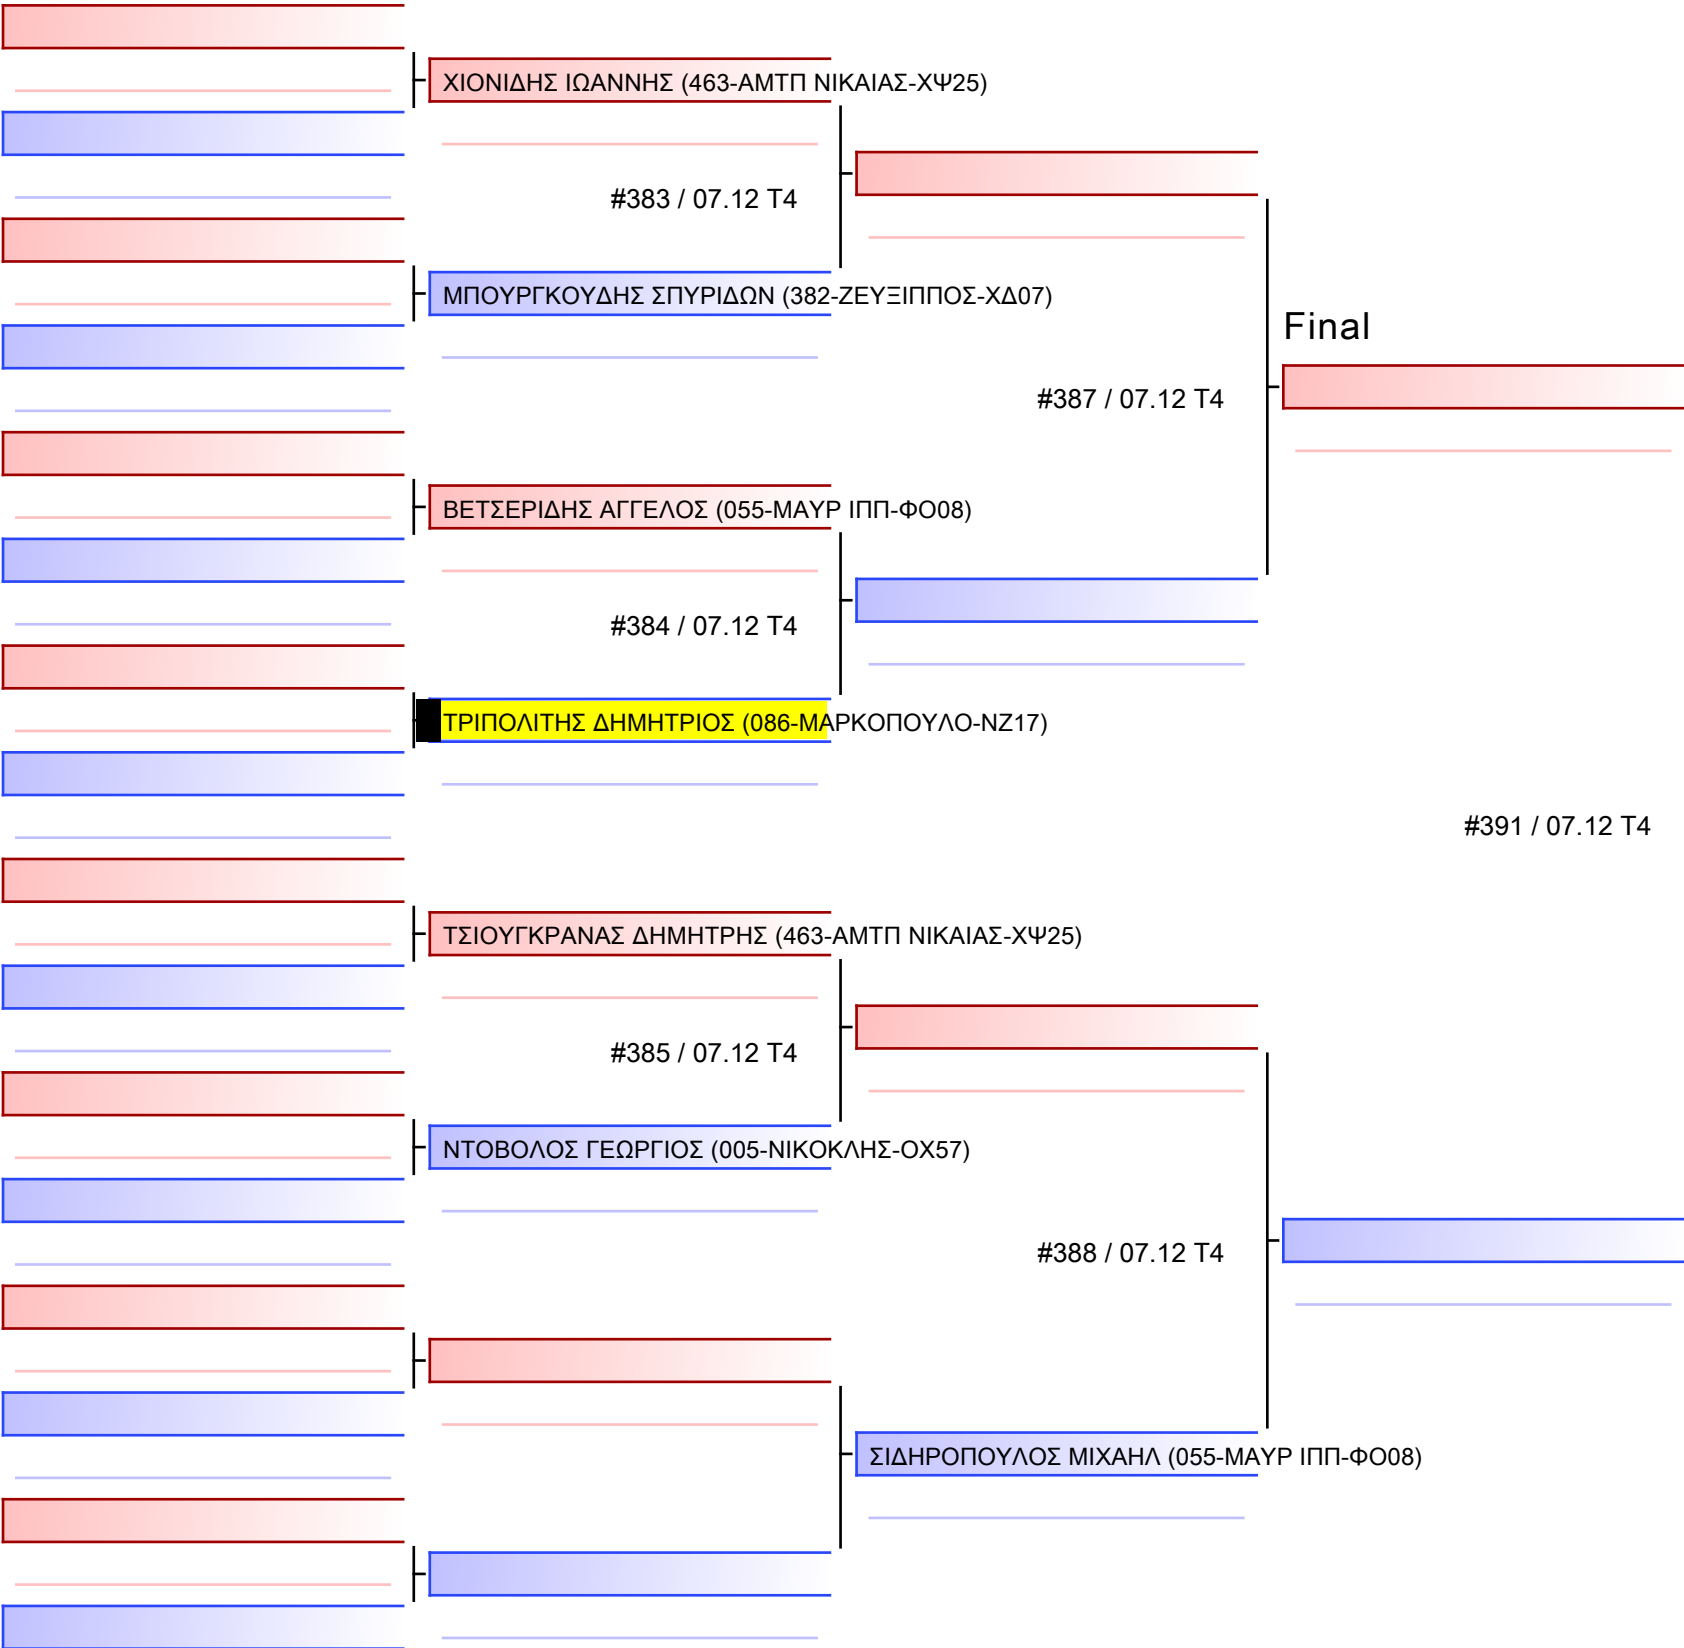 ΧΙΟΝΙΔΗΣ ΙΩΑΝΝΗΣ (463-ΑΜΤΠ ΝΙΚΑΙΑΣ-ΧΨ25)
#383 / 07.12 T4
ΜΠΟΥΡΓΚΟΥΔΗΣ ΣΠΥΡΙΔΩΝ (382-ΖΕΥΞΙΠΠΟΣ-ΧΔ07)
Final
#387 / 07.12 T4
ΒΕΤΣΕΡΙΔΗΣ ΑΓΓΕΛΟΣ (055-ΜΑΥΡ ΙΠΠ-ΦΟ08)
#384 / 07.12 T4
ΤΡΙΠΟΛΙΤΗΣ ΔΗΜΗΤΡΙΟΣ (086-ΜΑΡΚΟΠΟΥΛΟ-ΝΖ17)
#391 / 07.12 T4
ΤΣΙΟΥΓΚΡΑΝΑΣ ΔΗΜΗΤΡΗΣ (463-ΑΜΤΠ ΝΙΚΑΙΑΣ-ΧΨ25)
#385 / 07.12 T4
ΝΤΟΒΟΛΟΣ ΓΕΩΡΓΙΟΣ (005-ΝΙΚΟΚΛΗΣ-ΟΧ57)
#388 / 07.12 T4
ΣΙΔΗΡΟΠΟΥΛΟΣ ΜΙΧΑΗΛ (055-ΜΑΥΡ ΙΠΠ-ΦΟ08)